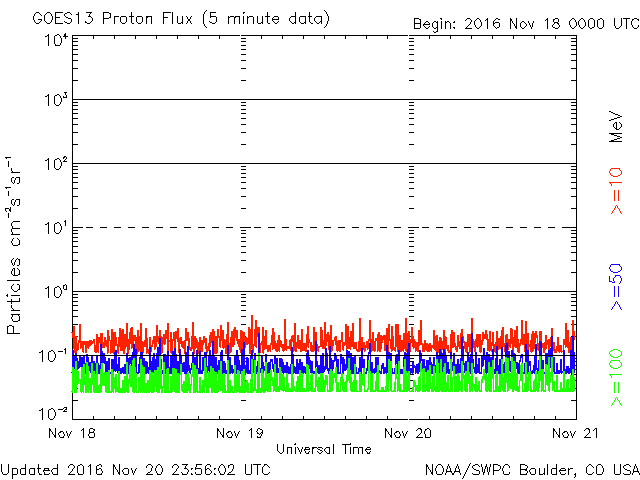 GOES13 Proton Flux (5 minute data)
Begin: 2016 Nov 18 0000 UTC
10⁴
10³
10²
10¹
10⁰
10⁻¹
10⁻²
Particles cm⁻²s⁻¹sr⁻¹
MeV
>=10
>=50
>=100
Nov 18
Nov 19
Nov 20
Nov 21
Universal Time
Updated 2016 Nov 20 23:56:02 UTC
NOAA/SWPC Boulder, CO USA